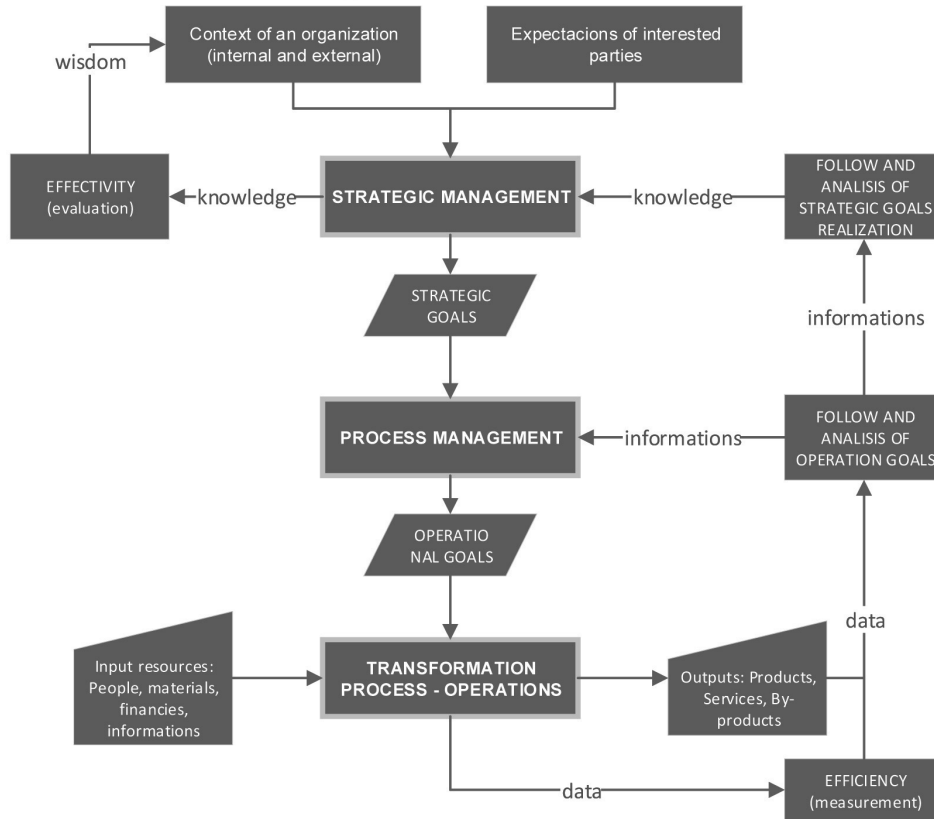 Context of an organization
(internal and external)
Expectacions of interested
parties
wisdom
EFFECTIVITY
(evaluation)
knowledge
STRATEGIC MANAGEMENT
knowledge
FOLLOW AND
ANALISIS OF
STRATEGIC GOALS
REALIZATION
STRATEGIC
GOALS
informations
PROCESS MANAGEMENT
informations
FOLLOW AND
ANALISIS OF
OPERATION GOALS
OPERATIO
NAL GOALS
data
Input resources:
People, materials,
financies,
informations
TRANSFORMATION
PROCESS - OPERATIONS
Outputs: Products,
Services, By-
products
data
EFFICIENCY
(measurement)